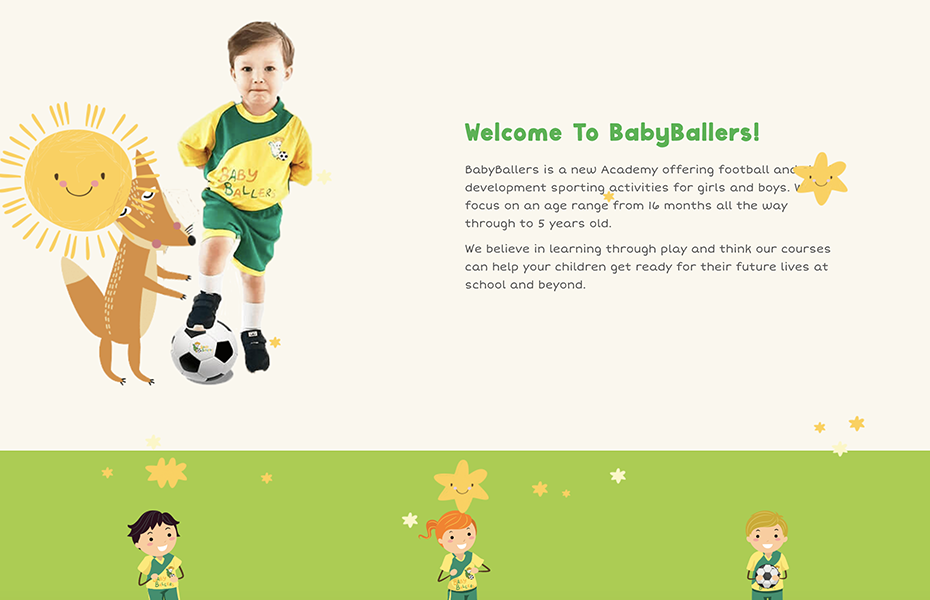 Welcome To BabyBallers!
BabyBallers is a new Academy offering football and
development sporting activities for girls and boys.
focus on an age range from 16 months all the way
through to 5 years old.
We believe in learning through play and think our courses
can help your children get ready for their future lives at
school and beyond.
BABY
BALLERS
BABY
BABY
BABY